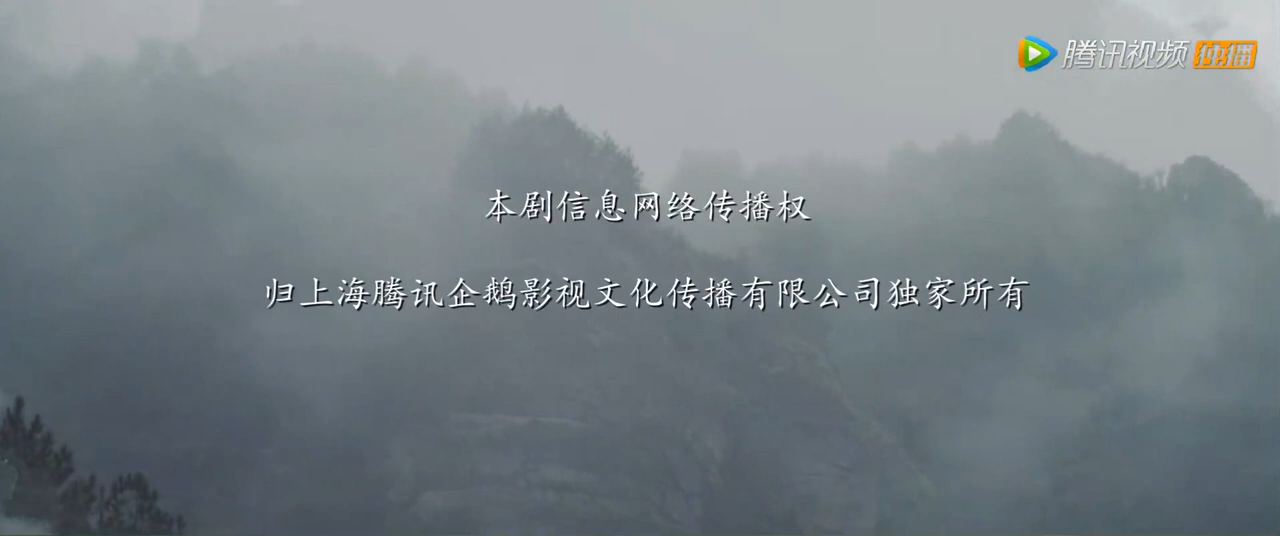 腾讯视频 独播
本剧信息网络传播权
归上海腾讯企鹅影视文化传播有限公司独家所有